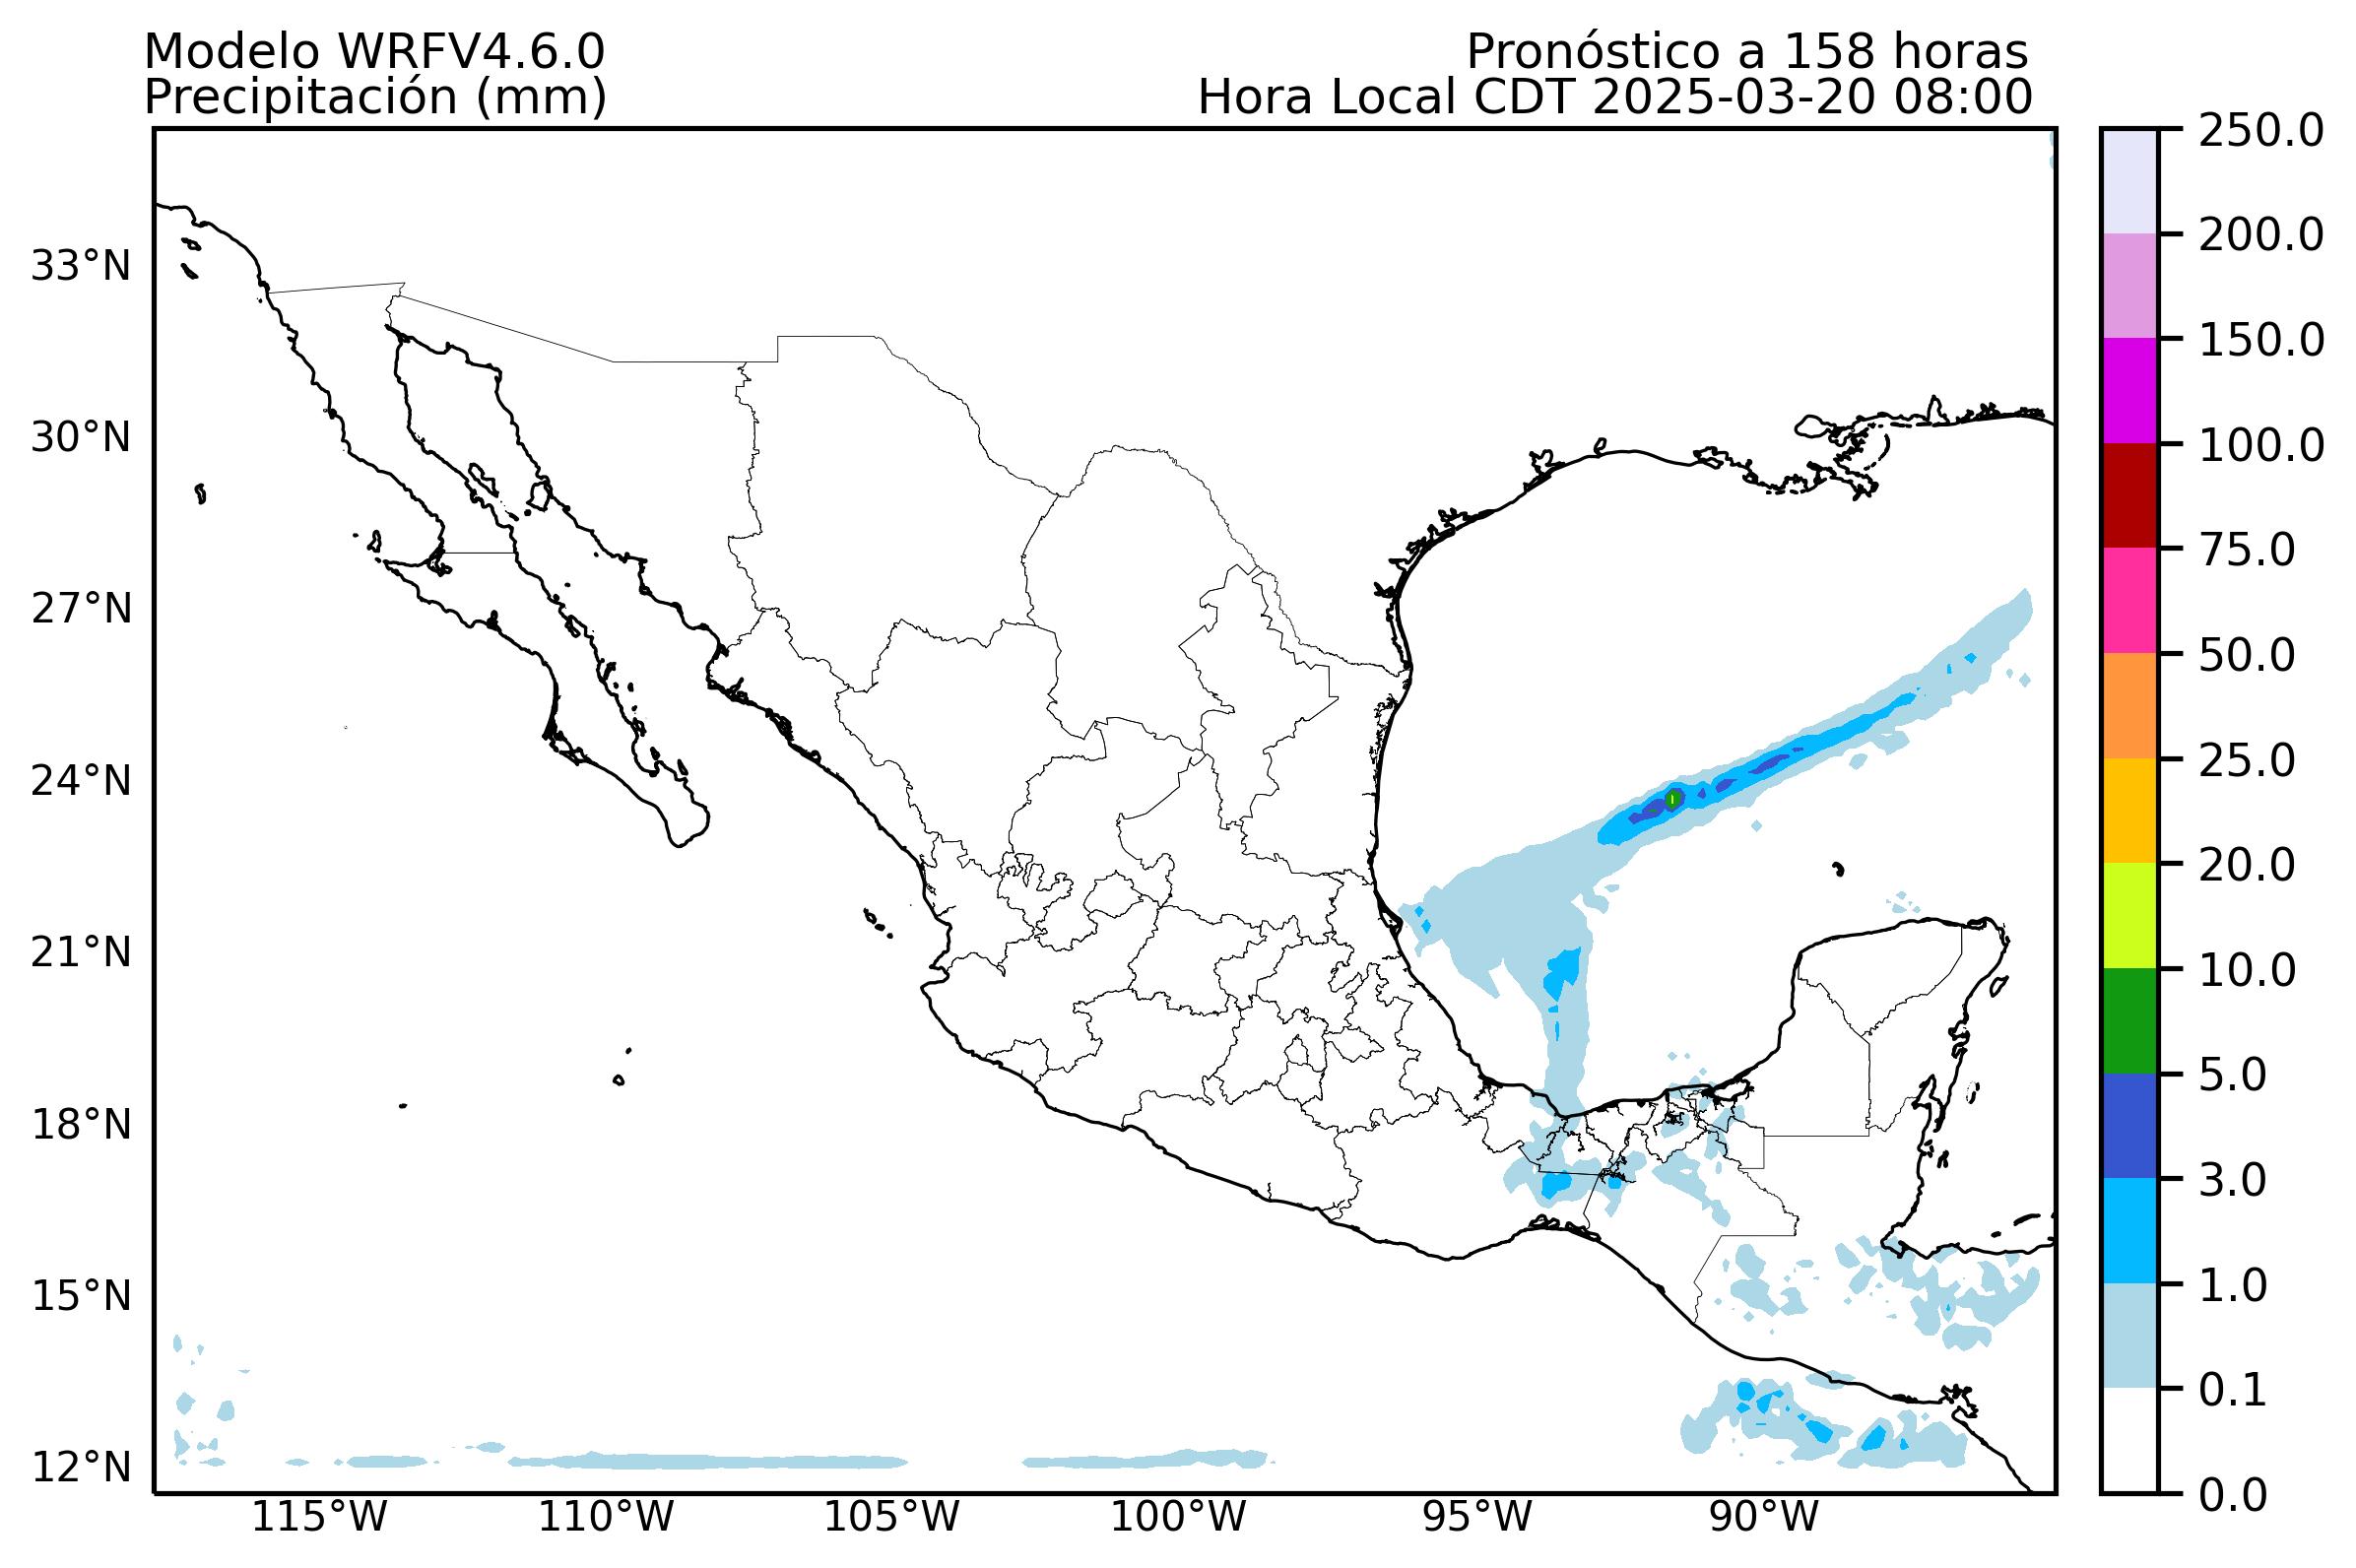 Modelo WRFV4.6.0
Pronóstico a 158 horas
Precipitación (mm)
Hora Local CDT 2025-03-20 08:00
250.0
200.0
150.0
100.0
75.0
50.0
25.0
20.0
10.0
5.0
3.0
1.0
0.1
0.0
33°N
30°N
27°N
24°N
21°N
18°N
15°N
12°N
115°W
110°W
105°W
100°W
95°W
90°W